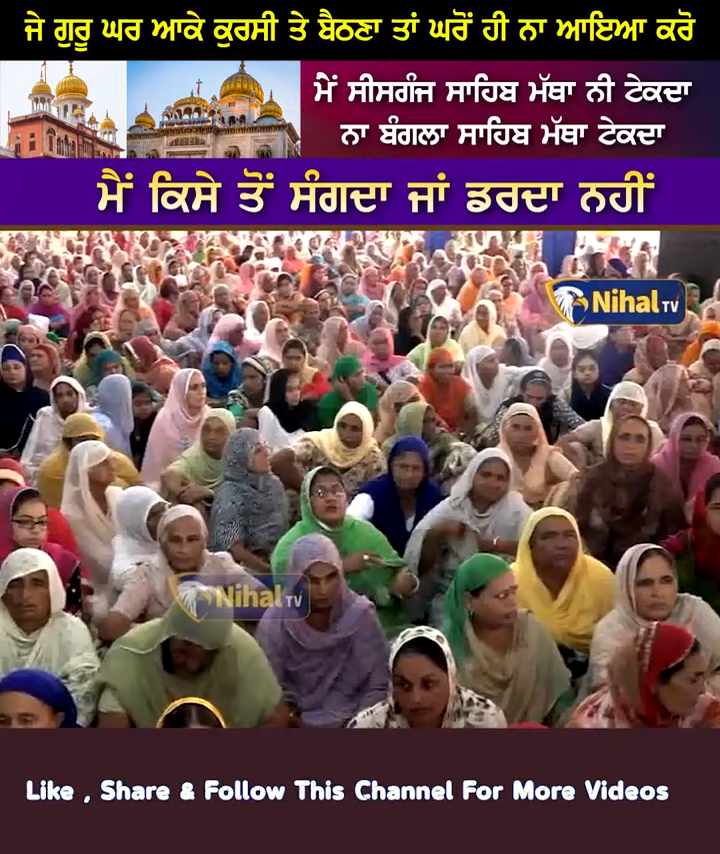 ਜੇ ਗੁਰੂ ਘਰ ਆਕੇ ਕੁਰਸੀ ਤੇ ਬੈਠਣਾ ਤਾਂ ਘਰੋਂ ਹੀ ਨਾ ਆਇਆ ਕਰੋ
ਮੈਂ ਸੀਸਗੰਜ ਸਾਹਿਬ ਮੱਥਾ ਨੀ ਟੇਕਦਾ
ਨਾ ਬੰਗਲਾ ਸਾਹਿਬ ਮੱਥਾ ਟੇਕਦਾ
ਮੈਂ ਕਿਸੇ ਤੋਂ ਸੰਗਦਾ ਜਾਂ ਡਰਦਾ ਨਹੀਂ
Nihal TV
Nihal TV
Like , Share & Follow This Channel For More Videos